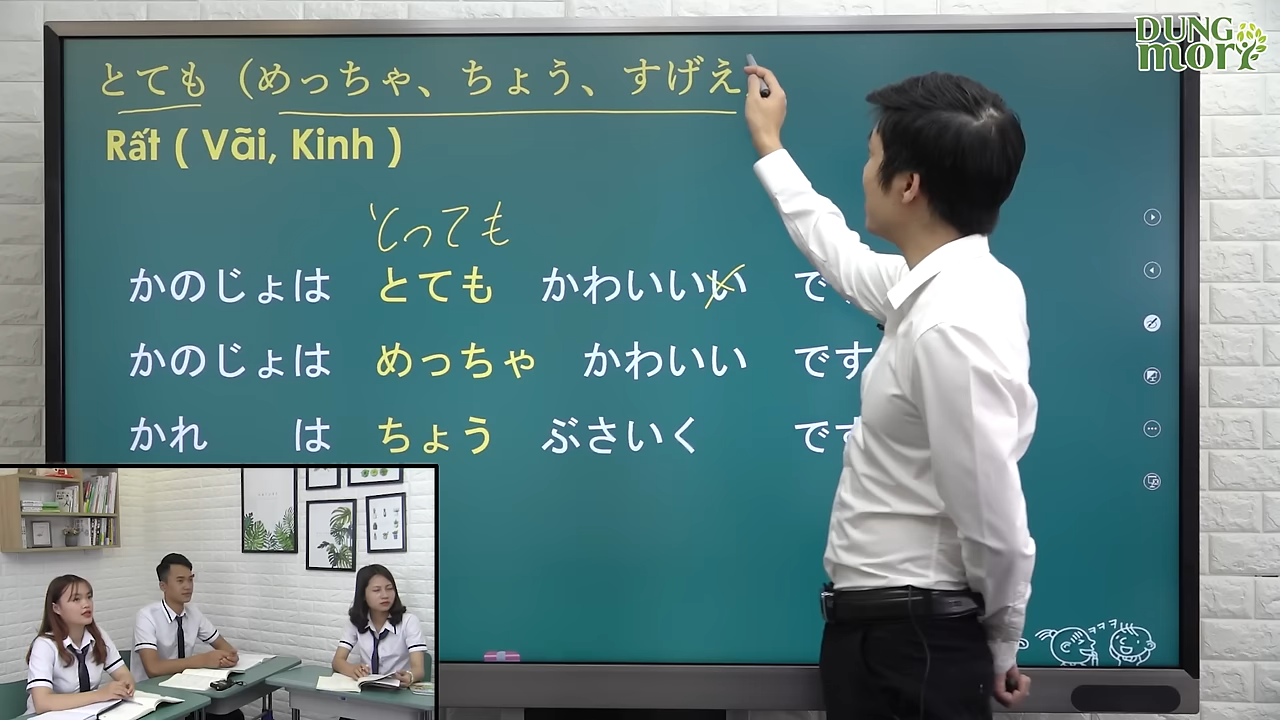 とても (めっちゃ、ちょう、すげえ
Rất ( Vãi, Kinh )
とっても
かのじょは とても かわいいい で
かのじょは めっちゃ かわいい です
かれ は ちょう ぶさいく です
DUNG
mori